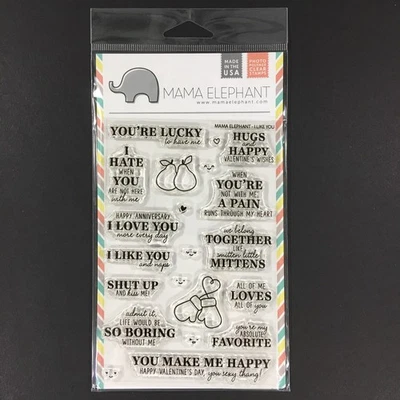 MADE
IN THE
USA
PHOTO
POLYMER
CLEAR
STAMPS
MAMA ELEPHANT
www.mamaelephant.com
MAMA ELEPHANT - I LIKE YOU
YOU'RE LUCKY
to have me
HUGS
and
HAPPY
VALENTINE'S WISHES
I
HATE
WHEN
YOU
ARE NOT HERE
with me
WHEN
YOU'RE
NOT WITH ME
A PAIN
RUNS THROUGH MY HEART
HAPPY ANNIVERSARY
I LOVE YOU
more every day
we belong
TOGETHER
LIKE
smitten little
MITTENS
I LIKE YOU
and naps
SHUT UP
and kiss me!
ALL OF ME
LOVES
ALL OF YOU
admit it,
LIFE WOULD BE
SO BORING
WITHOUT ME
you're my
ABSOLUTE
FAVORITE
YOU MAKE ME HAPPY
HAPPY VALENTINE'S DAY, you sexy thang!